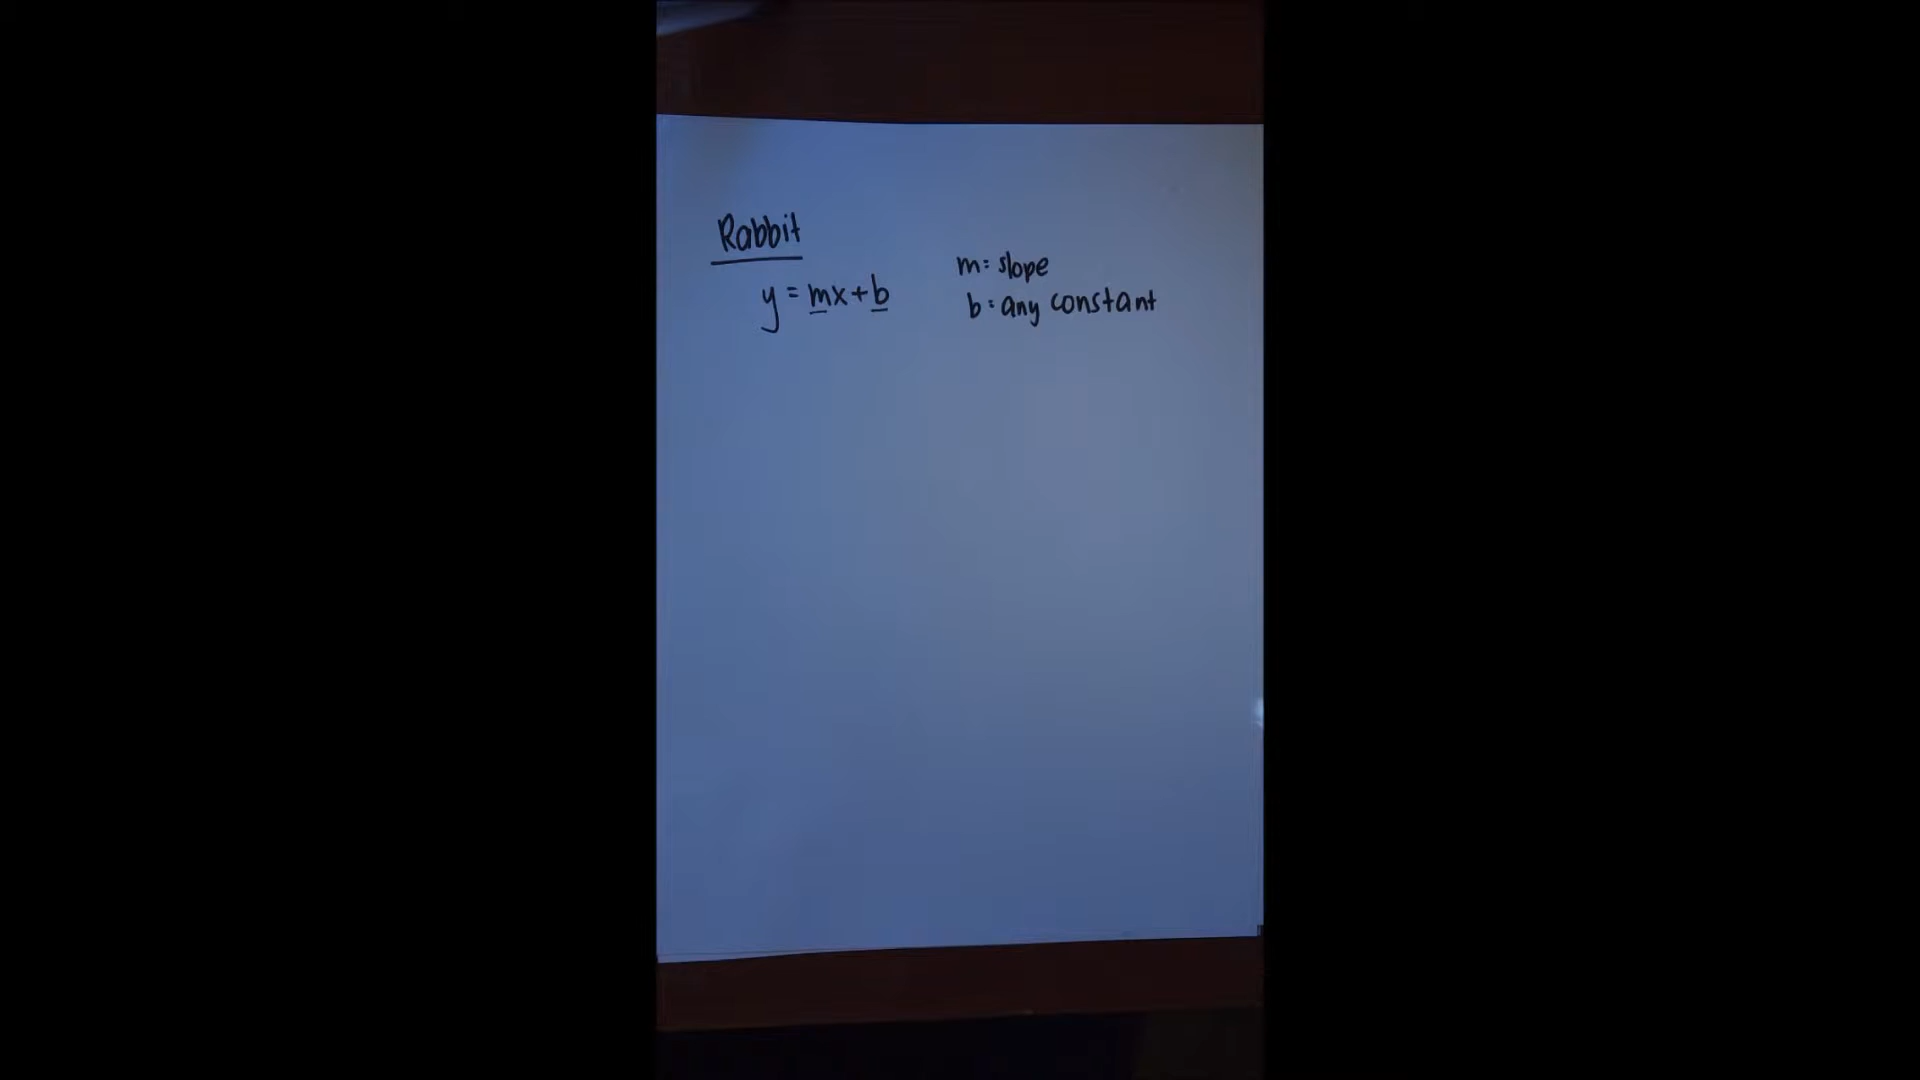 Rabbit
y = mx+b
m: slope
b: any constant